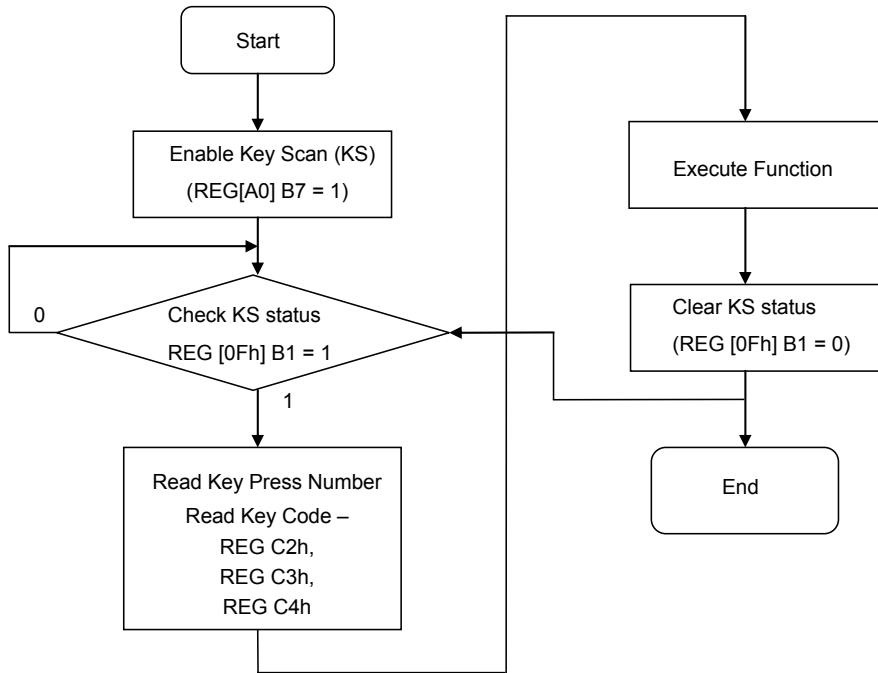 Start
Enable Key Scan (KS)
(REG[A0] B7 = 1)
0
Check KS status
REG [0Fh] B1 = 1
1
Read Key Press Number
Read Key Code –
REG C2h,
REG C3h,
REG C4h
Execute Function
Clear KS status
(REG [0Fh] B1 = 0)
End